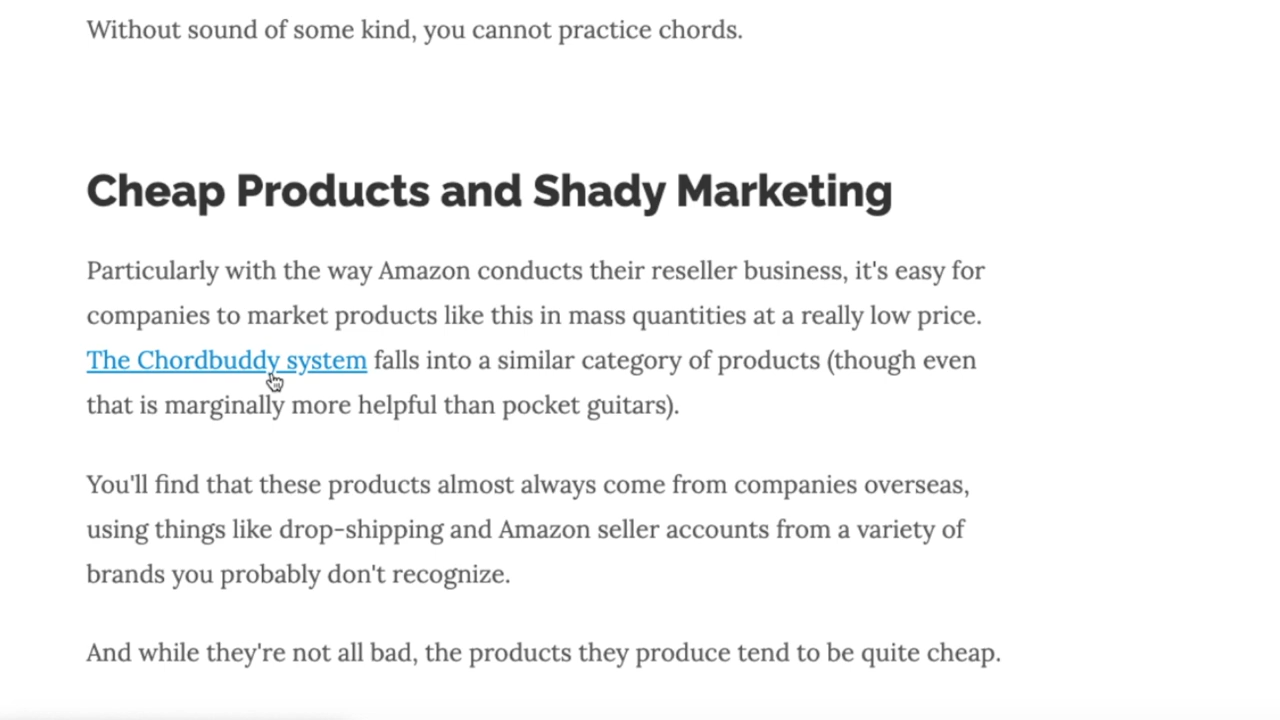 Without sound of some kind, you cannot practice chords.
Cheap Products and Shady Marketing
Particularly with the way Amazon conducts their reseller business, it's easy for
companies to market products like this in mass quantities at a really low price.
The Chordbuddy system falls into a similar category of products (though even
that is marginally more helpful than pocket guitars).
You'll find that these products almost always come from companies overseas,
using things like drop-shipping and Amazon seller accounts from a variety of
brands you probably don't recognize.
And while they're not all bad, the products they produce tend to be quite cheap.